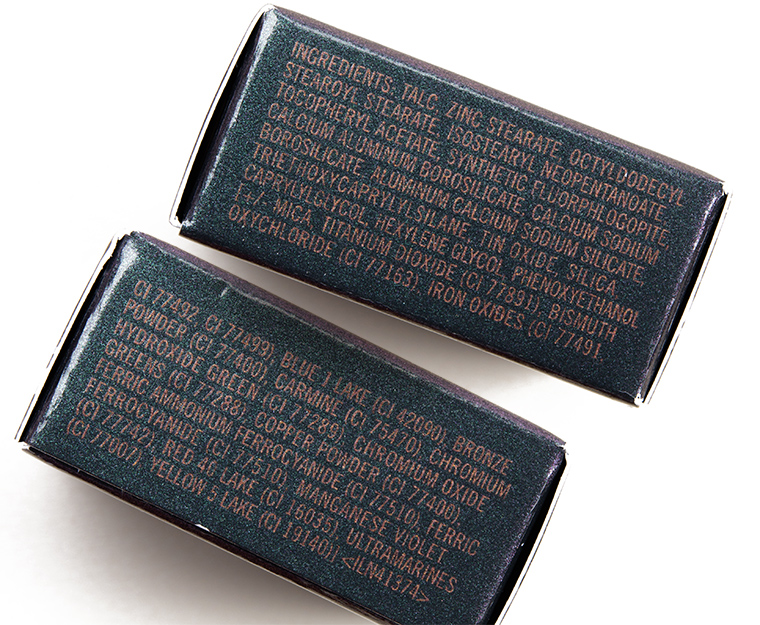 INGREDIENTS: TALC, ZINC STEARATE, OCTYLDODECYL
STEAROYL STEARATE, ISOSTEARYL NEOPENTANOATE,
TOCOPHERYL ACETATE, SYNTHETIC FLUORPHLOGOPITE,
CALCIUM ALUMINUM BOROSILICATE, CALCIUM SODIUM
BOROSILICATE, ALUMINUM CALCIUM SODIUM SILICATE,
TRIETHOXYCAPRYLYLSILANE, TIN OXIDE, SILICA,
CAPRYLYL GLYCOL, HEXYLENE GLYCOL, PHENOXYETHANOL
[+/- MICA, TITANIUM DIOXIDE (CI 77891), BISMUTH
OXYCHLORIDE (CI 77163), IRON OXIDES (CI 77491,
CI 77492, CI 77499), BLUE 1 LAKE (CI 42090), BRONZE
POWDER (CI 77400), CARMINE (CI 75470), CHROMIUM
HYDROXIDE GREEN (CI 77289), CHROMIUM OXIDE
GREENS (CI 77288), COPPER POWDER (CI 77400),
FERRIC AMMONIUM FERROCYANIDE (CI 77510), FERRIC
FERROCYANIDE (CI 77510), MANGANESE VIOLET
(CI 77742), RED 40 LAKE (CI 16035), ULTRAMARINES
(CI 77007), YELLOW 5 LAKE (CI 19140)] <ILN41374>